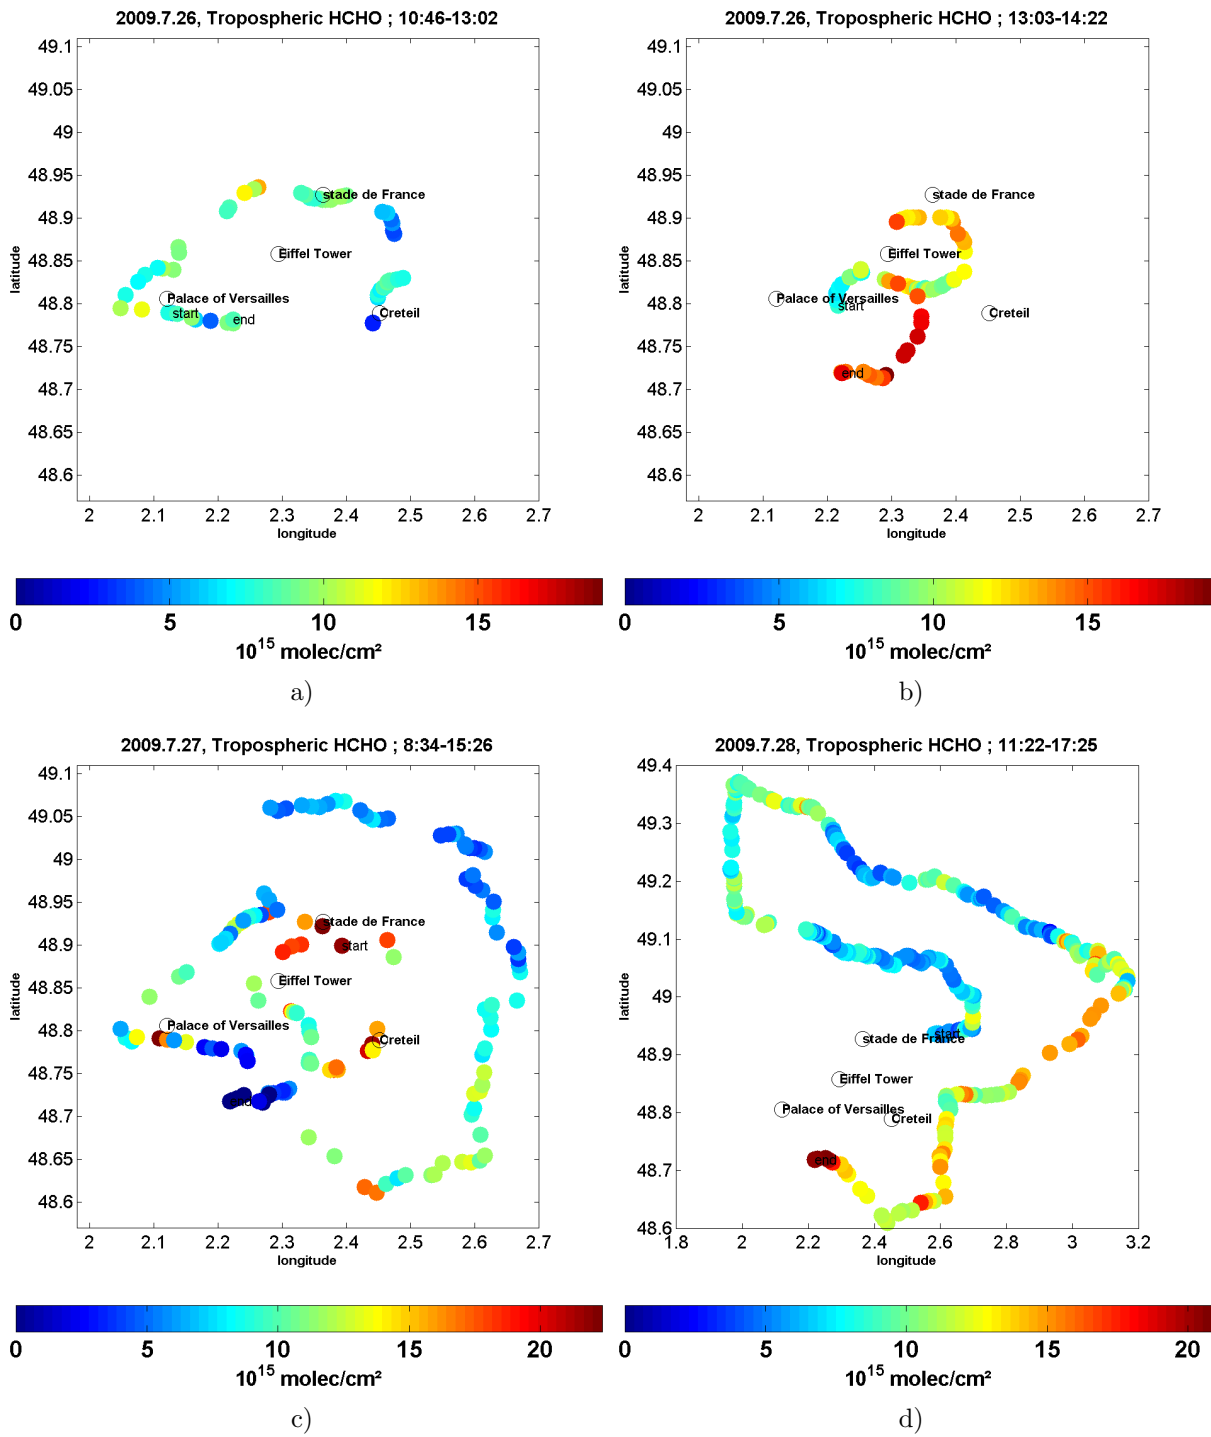 2009.7.26, Tropospheric HCHO ; 10:46-13:02
49.1
49.05
49
48.95
48.9
48.85
48.8
48.75
48.7
48.65
48.6
latitude
stade de France
Eiffel Tower
Palace of Versailles
start
end
Creteil
2 2.1 2.2 2.3 2.4 2.5 2.6 2.7
longitude
0 5 10 15
10^15 molec/cm²
a)
2009.7.26, Tropospheric HCHO ; 13:03-14:22
49.1
49.05
49
48.95
48.9
48.85
48.8
48.75
48.7
48.65
48.6
latitude
stade de France
Eiffel Tower
Palace of Versailles
start
Creteil
end
2 2.1 2.2 2.3 2.4 2.5 2.6 2.7
longitude
0 5 10 15
10^15 molec/cm²
b)
2009.7.27, Tropospheric HCHO ; 8:34-15:26
49.1
49.05
49
48.95
48.9
48.85
48.8
48.75
48.7
48.65
48.6
latitude
stade de France
start
Eiffel Tower
Palace of Versailles
Creteil
end
2 2.1 2.2 2.3 2.4 2.5 2.6 2.7
longitude
0 5 10 15 20
10^15 molec/cm²
c)
2009.7.28, Tropospheric HCHO ; 11:22-17:25
49.4
49.3
49.2
49.1
49
48.9
48.8
48.7
48.6
latitude
start
stade de France
Eiffel Tower
Palace of Versailles
Creteil
end
1.8 2 2.2 2.4 2.6 2.8 3 3.2
longitude
0 5 10 15 20
10^15 molec/cm²
d)